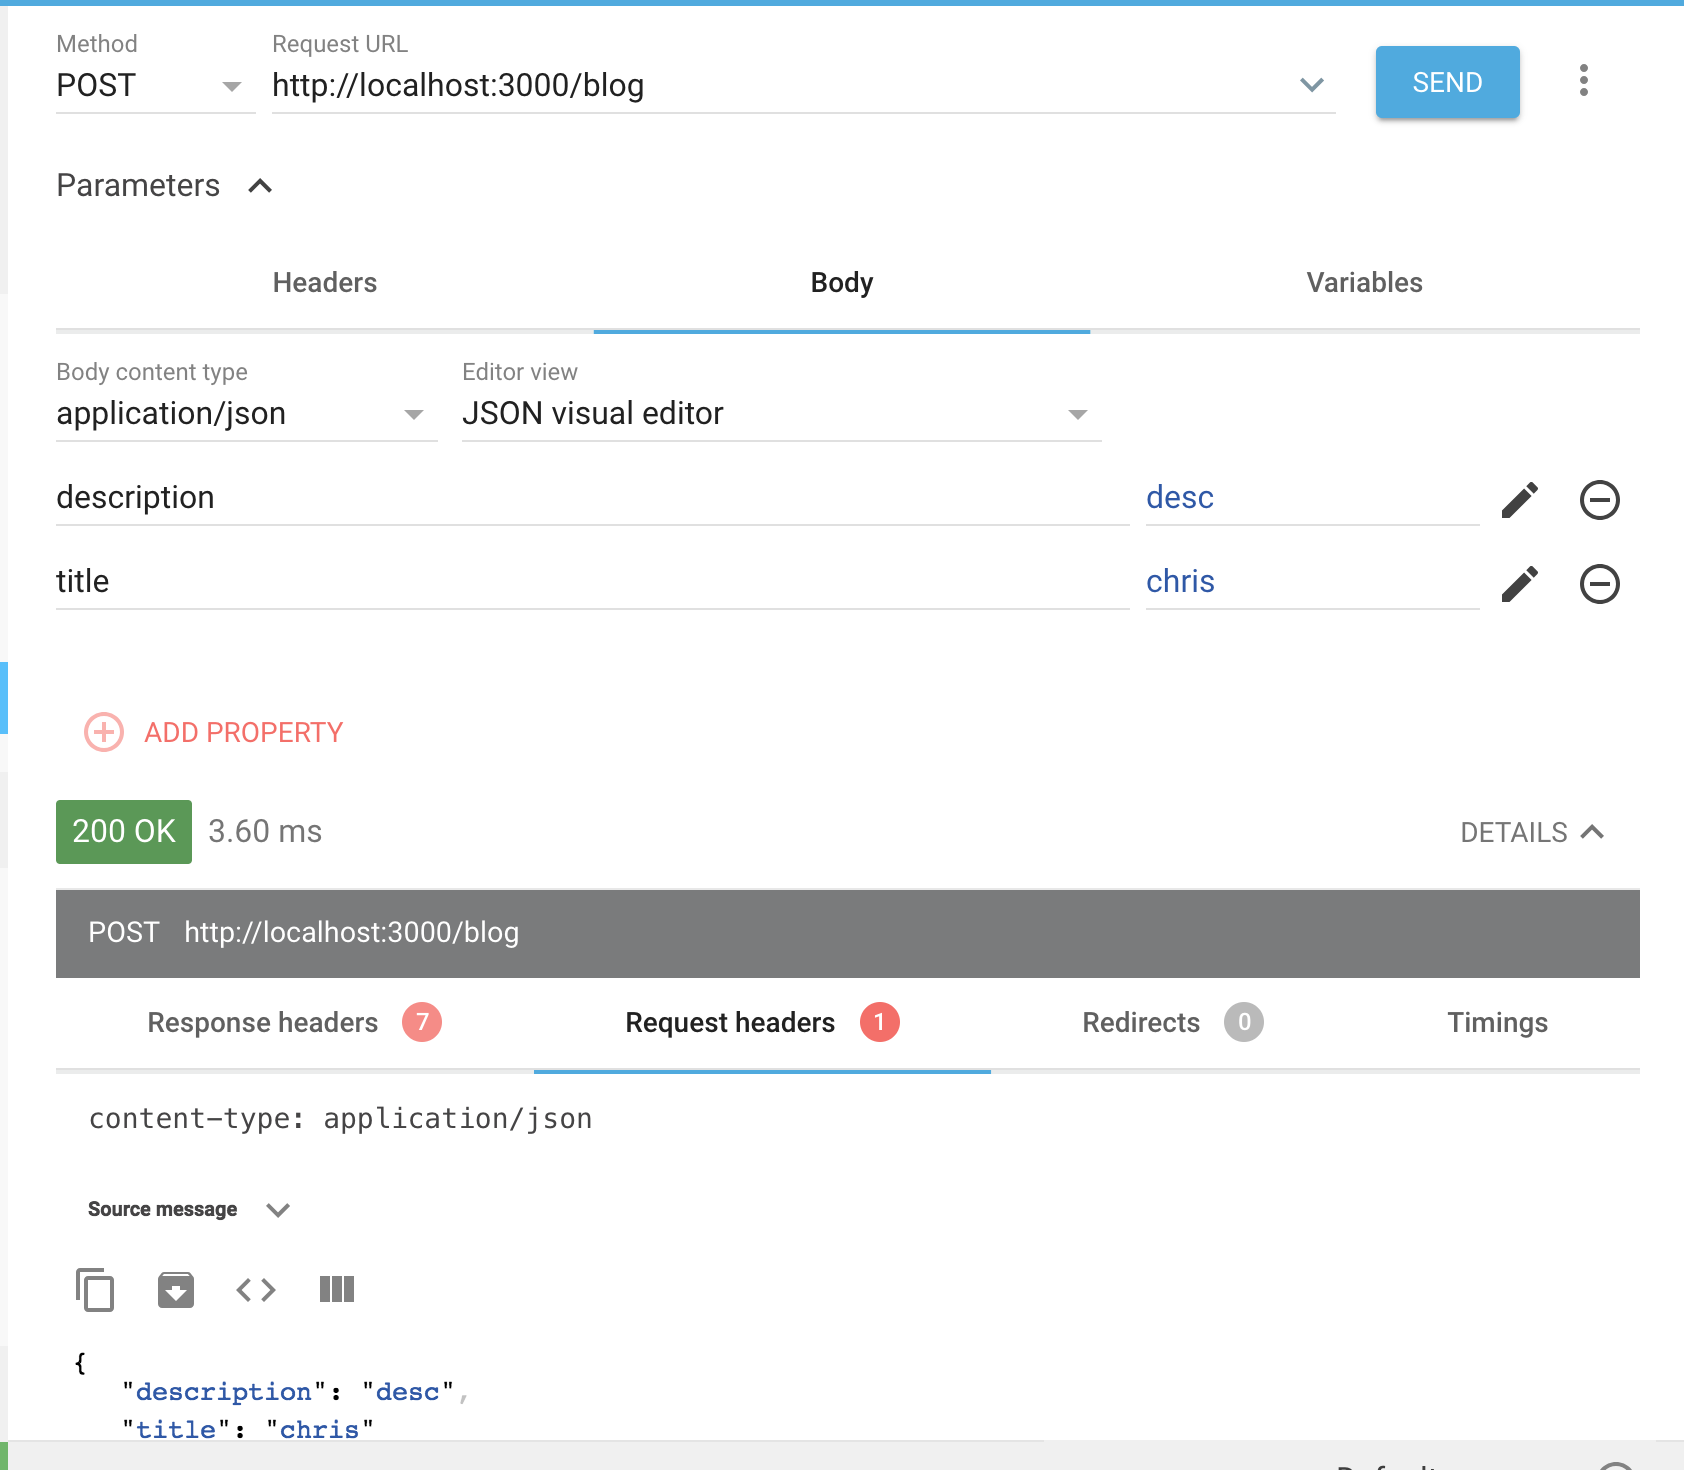 Method Request URL
POST http://localhost:3000/blog SEND
Parameters
Headers Body Variables
Body content type Editor view
application/json JSON visual editor
description desc
title chris
ADD PROPERTY
200 OK 3.60 ms DETAILS
POST http://localhost:3000/blog
Response headers 7 Request headers 1 Redirects 0 Timings
content-type: application/json
Source message
{
"description": "desc",
"title": "chris"